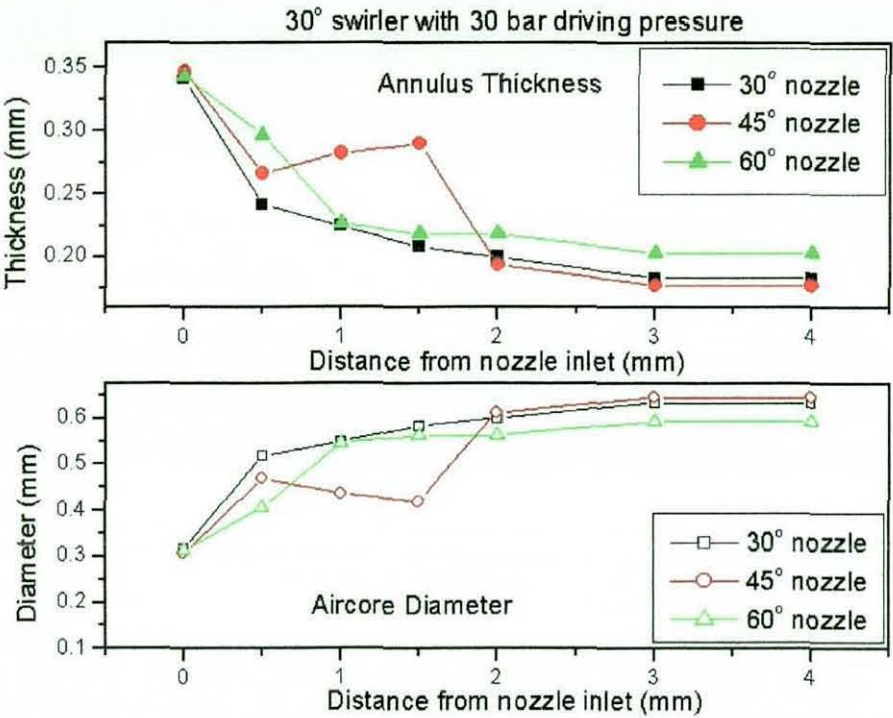 30° swirler with 30 bar driving pressure
Annulus Thickness
30° nozzle
45° nozzle
60° nozzle
Thickness (mm)
0.35
0.30
0.25
0.20
0 1 2 3 4
Distance from nozzle inlet (mm)
Diameter (mm)
0.6
0.5
0.4
0.3
0.2
0.1
Aircore Diameter
30° nozzle
45° nozzle
60° nozzle
0 1 2 3 4
Distance from nozzle inlet (mm)